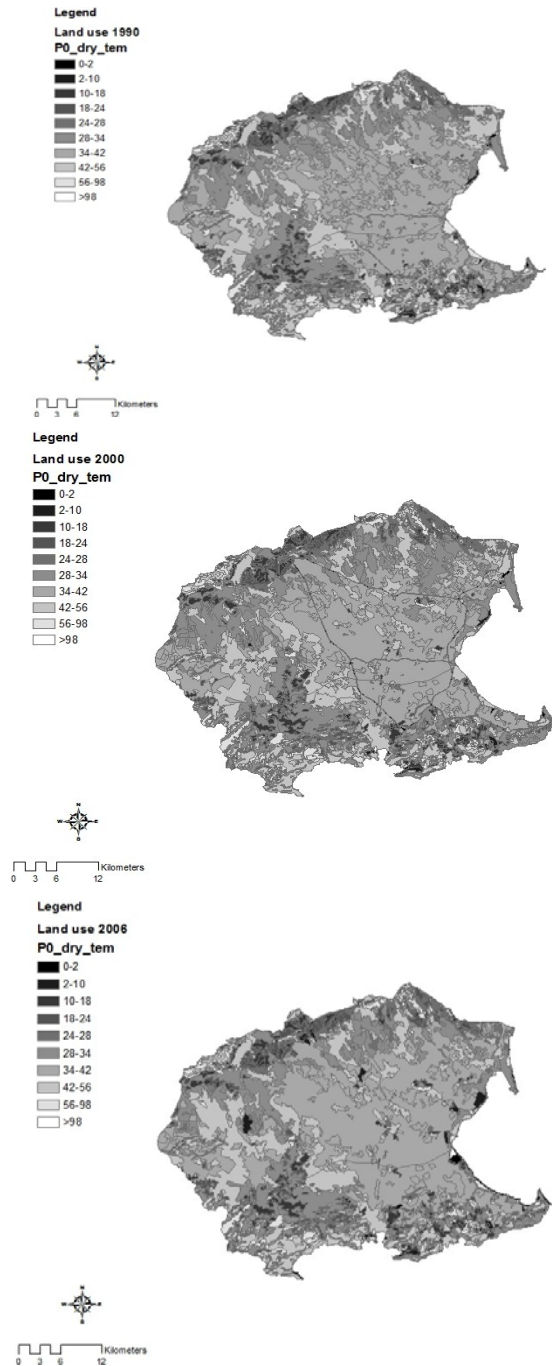 Legend
Land use 1990
P0_dry_tem
0-2
2-10
10-18
18-24
24-28
28-34
34-42
42-56
56-98
>98
N
W E
S
Kilometers
0 3 6 12
Legend
Land use 2000
P0_dry_tem
0-2
2-10
10-18
18-24
24-28
28-34
34-42
42-56
56-98
>98
N
W E
S
Kilometers
0 3 6 12
Legend
Land use 2006
P0_dry_tem
0-2
2-10
10-18
18-24
24-28
28-34
34-42
42-56
56-98
>98
N
W E
S
Kilometers
0 3 6 12